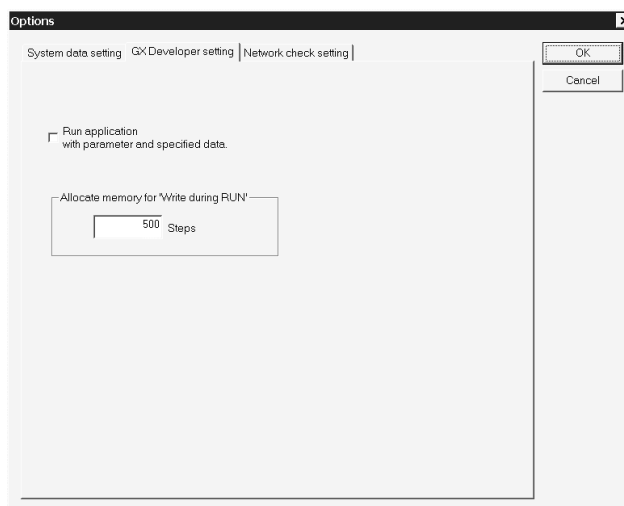 Options
System data setting GX Developer setting Network check setting
OK
Cancel
Run application
with parameter and specified data.
Allocate memory for 'Write during RUN'
500 Steps